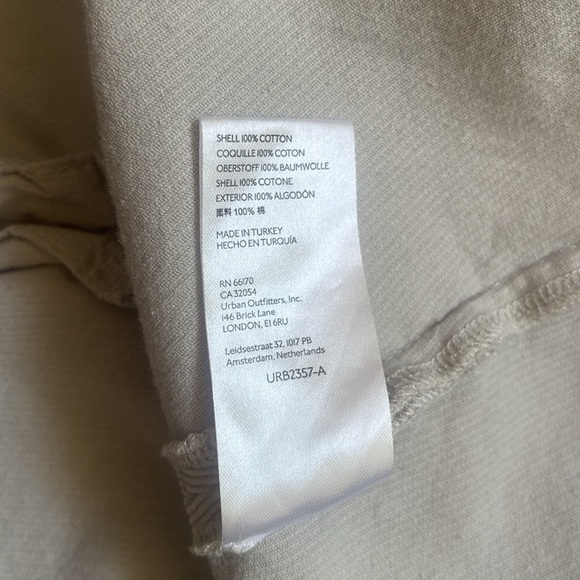 SHELL 100% COTTON
COQUILLE 100% COTON
OBERSTOFF 100% BAUMWOLLE
SHELL 100% COTONE
EXTERIOR 100% ALGODÓN
面料 100% 棉
MADE IN TURKEY
HECHO EN TURQUÍA
RN 66170
CA 32054
Urban Outfitters, Inc.
146 Brick Lane
LONDON, E1 6RU
Leidsestraat 32, 1017 PB
Amsterdam, Netherlands
URB2357-A